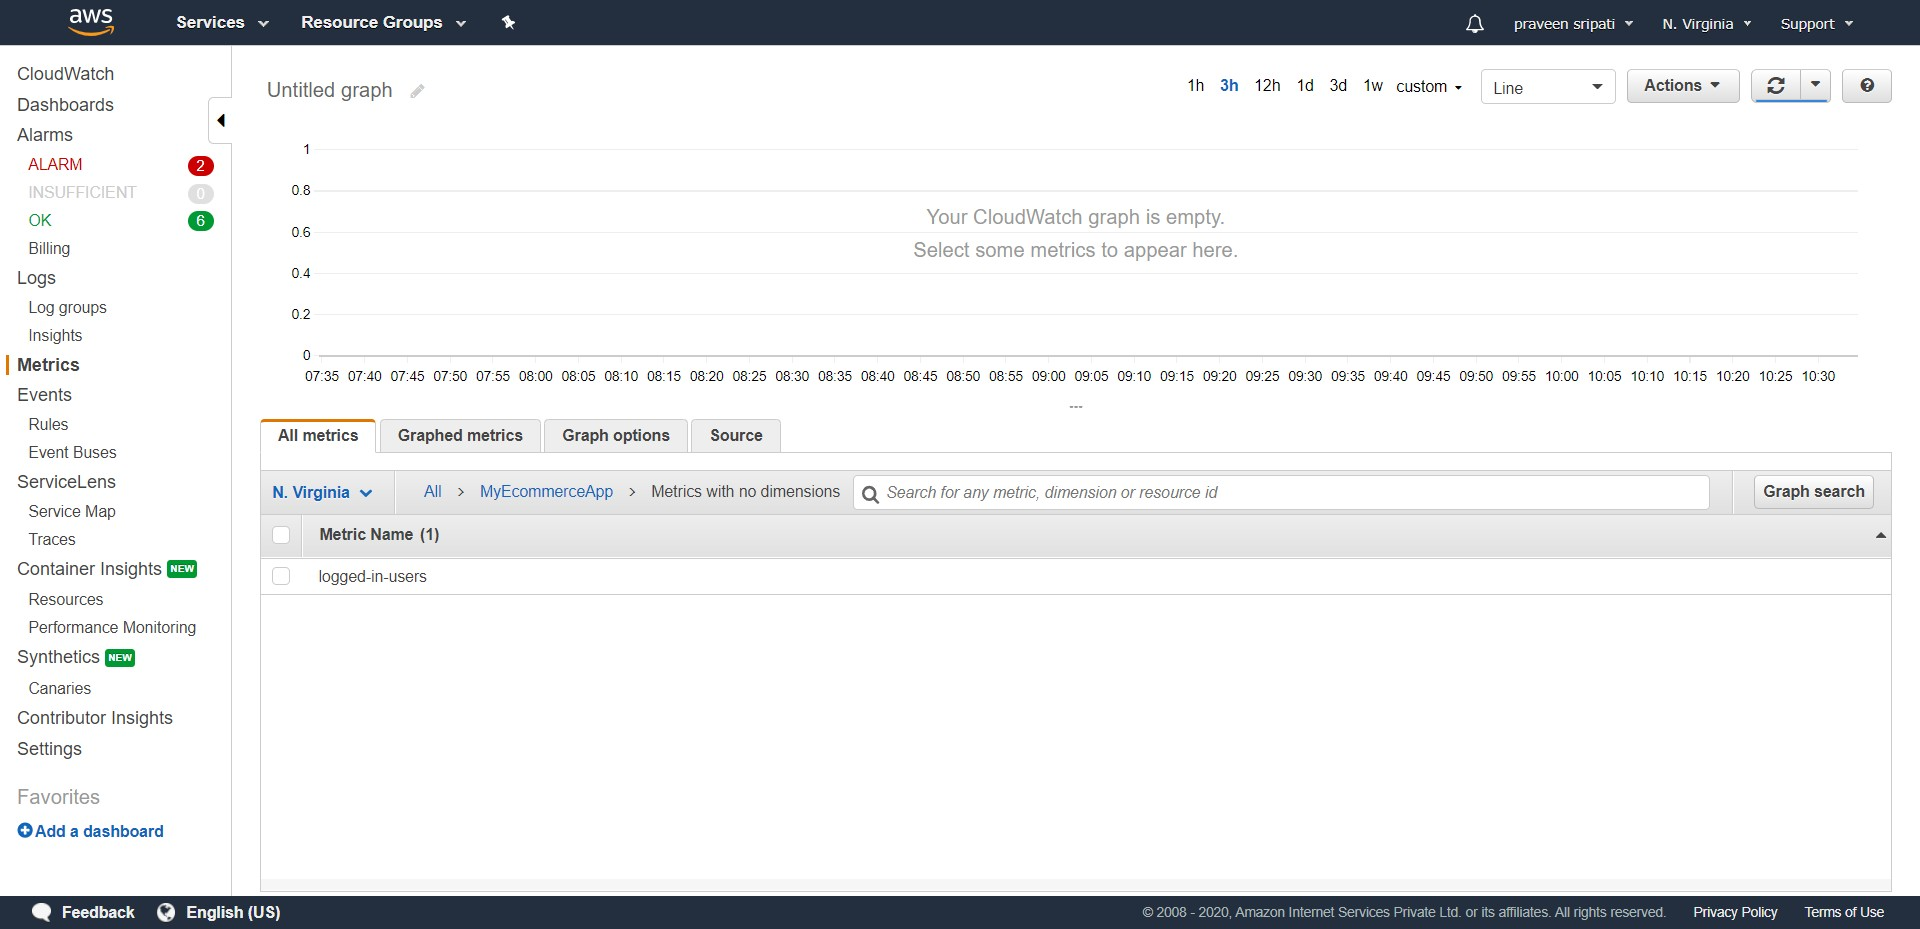 aws Services Resource Groups praveen sripati N. Virginia Support
CloudWatch
Dashboards
Alarms
ALARM 2
INSUFFICIENT 0
OK 6
Billing
Logs
Log groups
Insights
Metrics
Events
Rules
Event Buses
ServiceLens
Service Map
Traces
Container Insights NEW
Resources
Performance Monitoring
Synthetics NEW
Canaries
Contributor Insights
Settings
Favorites
Add a dashboard
Untitled graph
1h 3h 12h 1d 3d 1w custom Line Actions ?
1
0.8
0.6
0.4
0.2
0
Your CloudWatch graph is empty.
Select some metrics to appear here.
07:35 07:40 07:45 07:50 07:55 08:00 08:05 08:10 08:15 08:20 08:25 08:30 08:35 08:40 08:45 08:50 08:55 09:00 09:05 09:10 09:15 09:20 09:25 09:30 09:35 09:40 09:45 09:50 09:55 10:00 10:05 10:10 10:15 10:20 10:25 10:30
All metrics Graphed metrics Graph options Source
N. Virginia All > MyEcommerceApp > Metrics with no dimensions Search for any metric, dimension or resource id Graph search
Metric Name (1)
logged-in-users
Feedback English (US) © 2008 - 2020, Amazon Internet Services Private Ltd. or its affiliates. All rights reserved. Privacy Policy Terms of Use